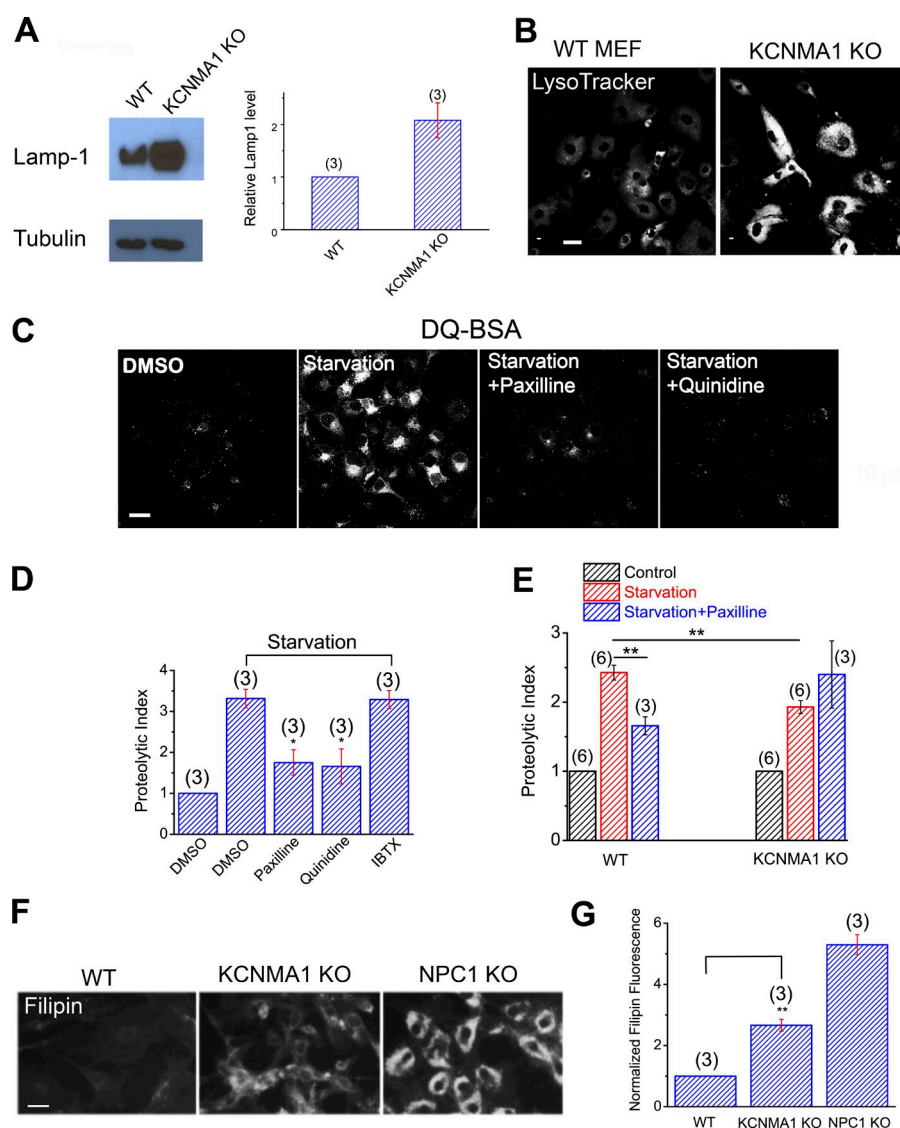 A
WT
KCNMA1 KO
Lamp-1
Tubulin
Relative Lamp1 level
2
1
0
(3)
(3)
WT
KCNMA1 KO
B
WT MEF
KCNMA1 KO
LysoTracker
C
DQ-BSA
DMSO
Starvation
Starvation
+Paxilline
Starvation
+Quinidine
D
Starvation
Proteolytic Index
4
3
2
1
0
(3)
(3)
(3)
*
(3)
*
(3)
DMSO
DMSO
Paxilline
Quinidine
IBTX
E
Control
Starvation
Starvation+Paxilline
Proteolytic Index
3
2
1
0
**
**
(6)
(6)
(3)
(6)
(6)
(3)
WT
KCNMA1 KO
F
WT
KCNMA1 KO
NPC1 KO
Filipin
G
Normalized Filipin Fluorescence
6
4
2
0
(3)
(3)
**
(3)
WT
KCNMA1 KO
NPC1 KO